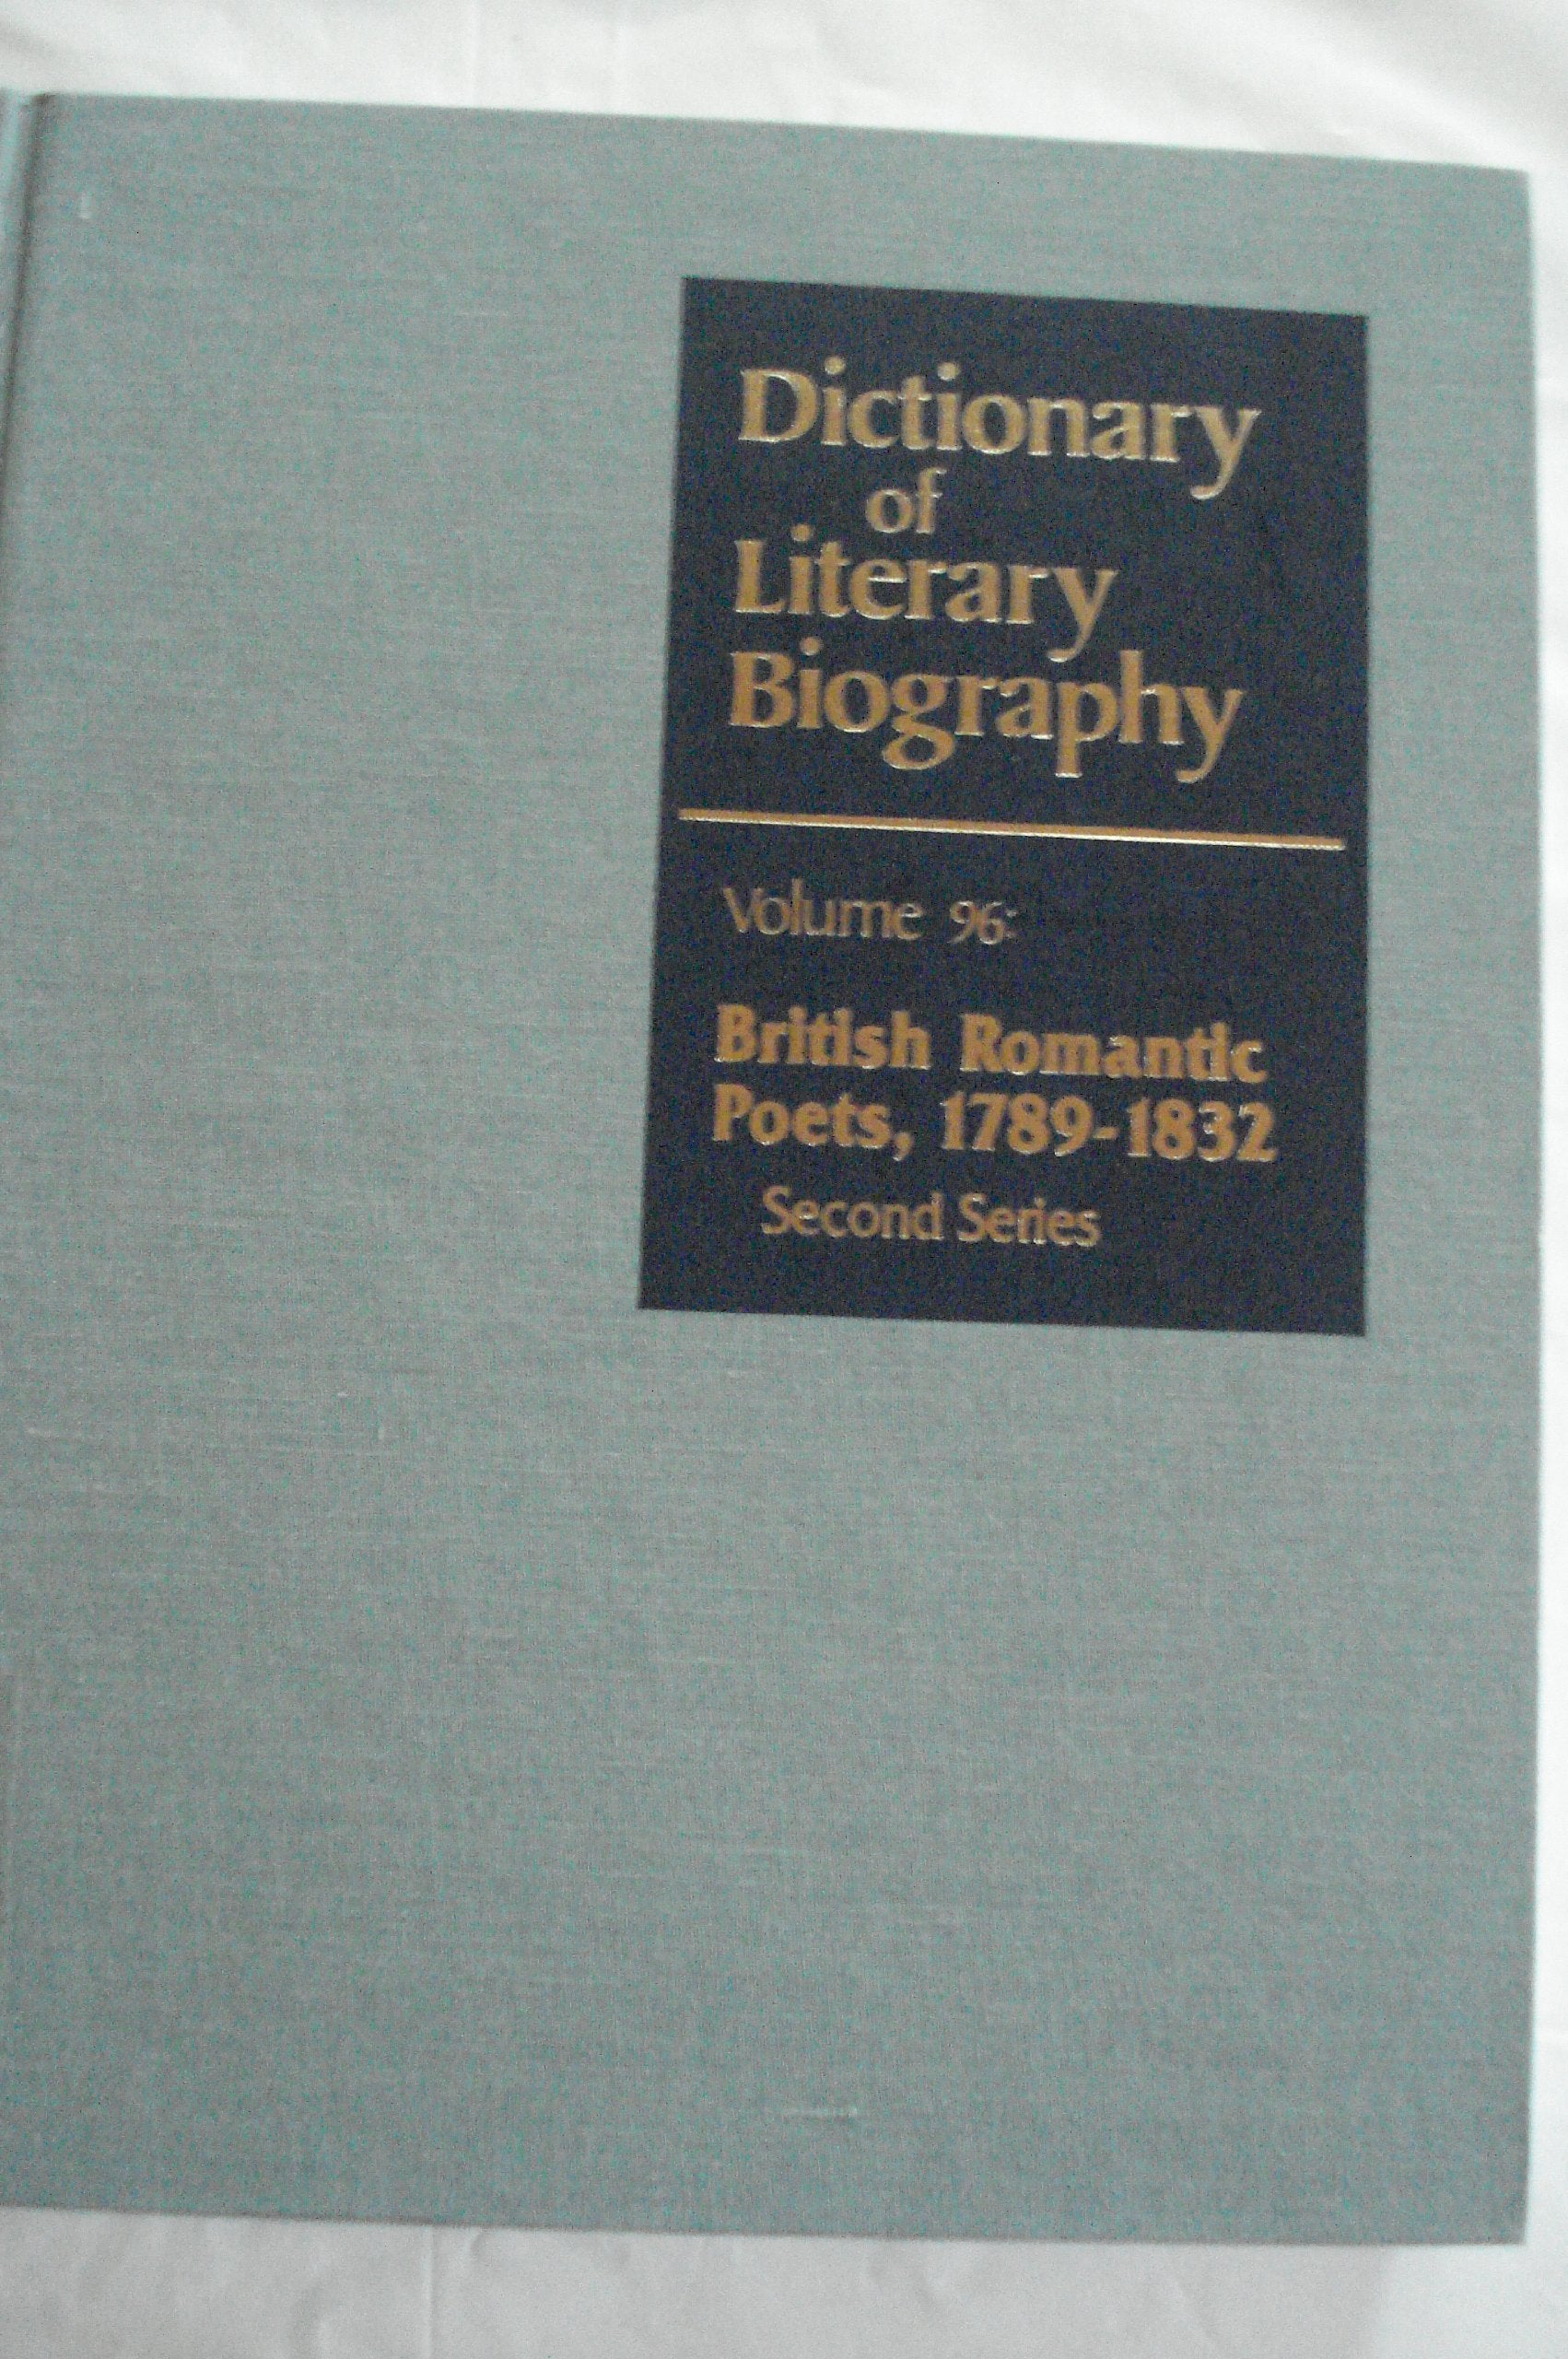 Dictionary
of
Literary
Biography
Volume 96:
British Romantic
Poets, 1789-1832
Second Series